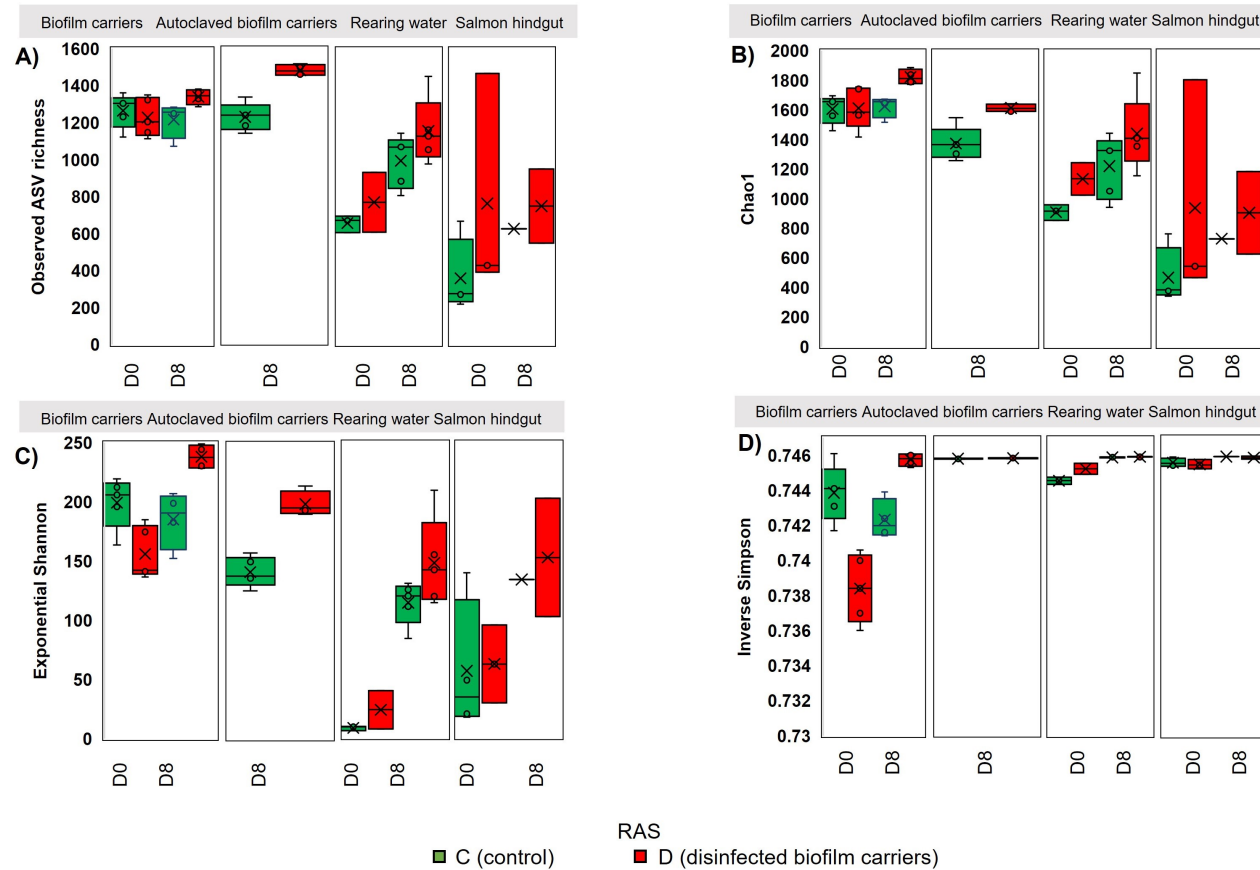 Biofilm carriers Autoclaved biofilm carriers Rearing water Salmon hindgut
A)
Observed ASV richness
1600
1400
1200
1000
800
600
400
200
0
D0 D8 D8 D0 D8 D0 D8
Biofilm carriers Autoclaved biofilm carriers Rearing water Salmon hindgut
B)
Chao1
2000
1800
1600
1400
1200
1000
800
600
400
200
0
D0 D8 D8 D0 D8 D0 D8
Biofilm carriers Autoclaved biofilm carriers Rearing water Salmon hindgut
C)
Exponential Shannon
250
200
150
100
50
0
D0 D8 D8 D0 D8 D0 D8
Biofilm carriers Autoclaved biofilm carriers Rearing water Salmon hindgut
D)
Inverse Simpson
0.746
0.744
0.742
0.74
0.738
0.736
0.734
0.732
0.73
D0 D8 D8 D0 D8 D0 D8
RAS
C (control) D (disinfected biofilm carriers)